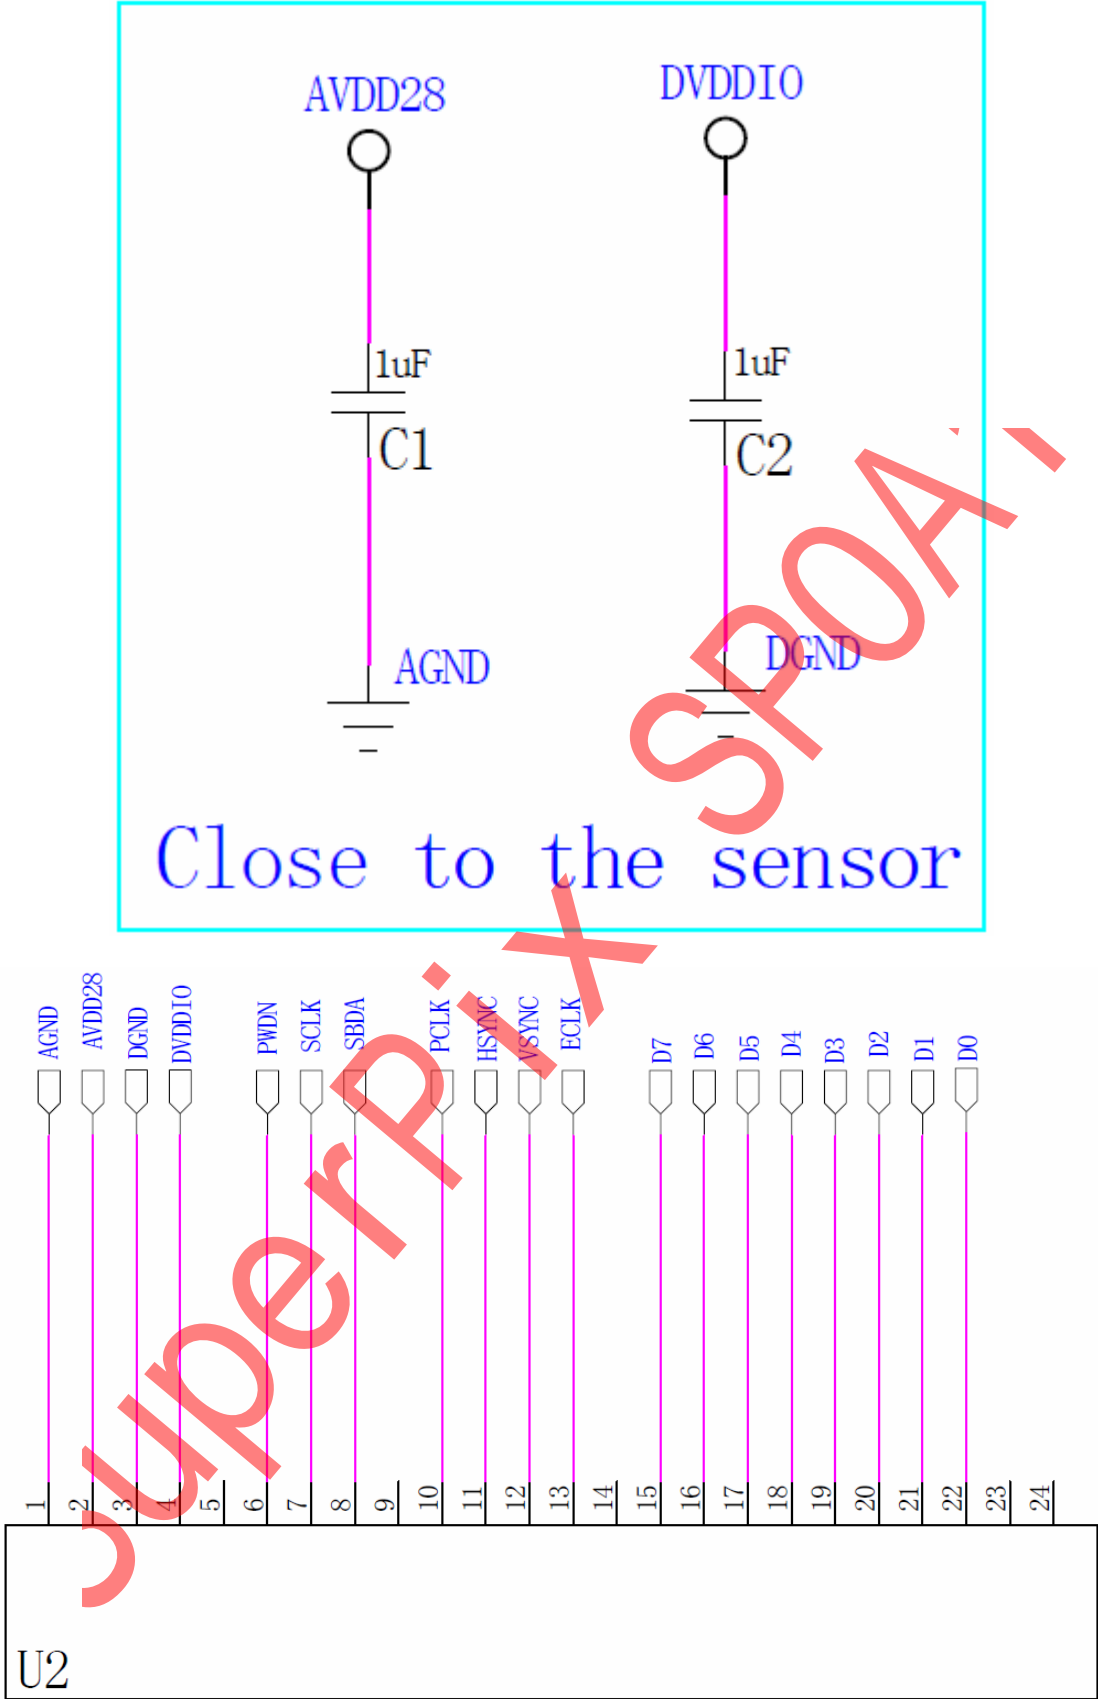 AVDD28 DVDDIO
1uF 1uF
C1 C2
AGND DGND
Close to the sensor
SuperPix SP0A
AGND AVDD28 DGND DVDDIO PWDN SCLK SBDA PCLK HSYNC VSYNC ECLK D7 D6 D5 D4 D3 D2 D1 D0
1 2 3 4 5 6 7 8 9 10 11 12 13 14 15 16 17 18 19 20 21 22 23 24
U2